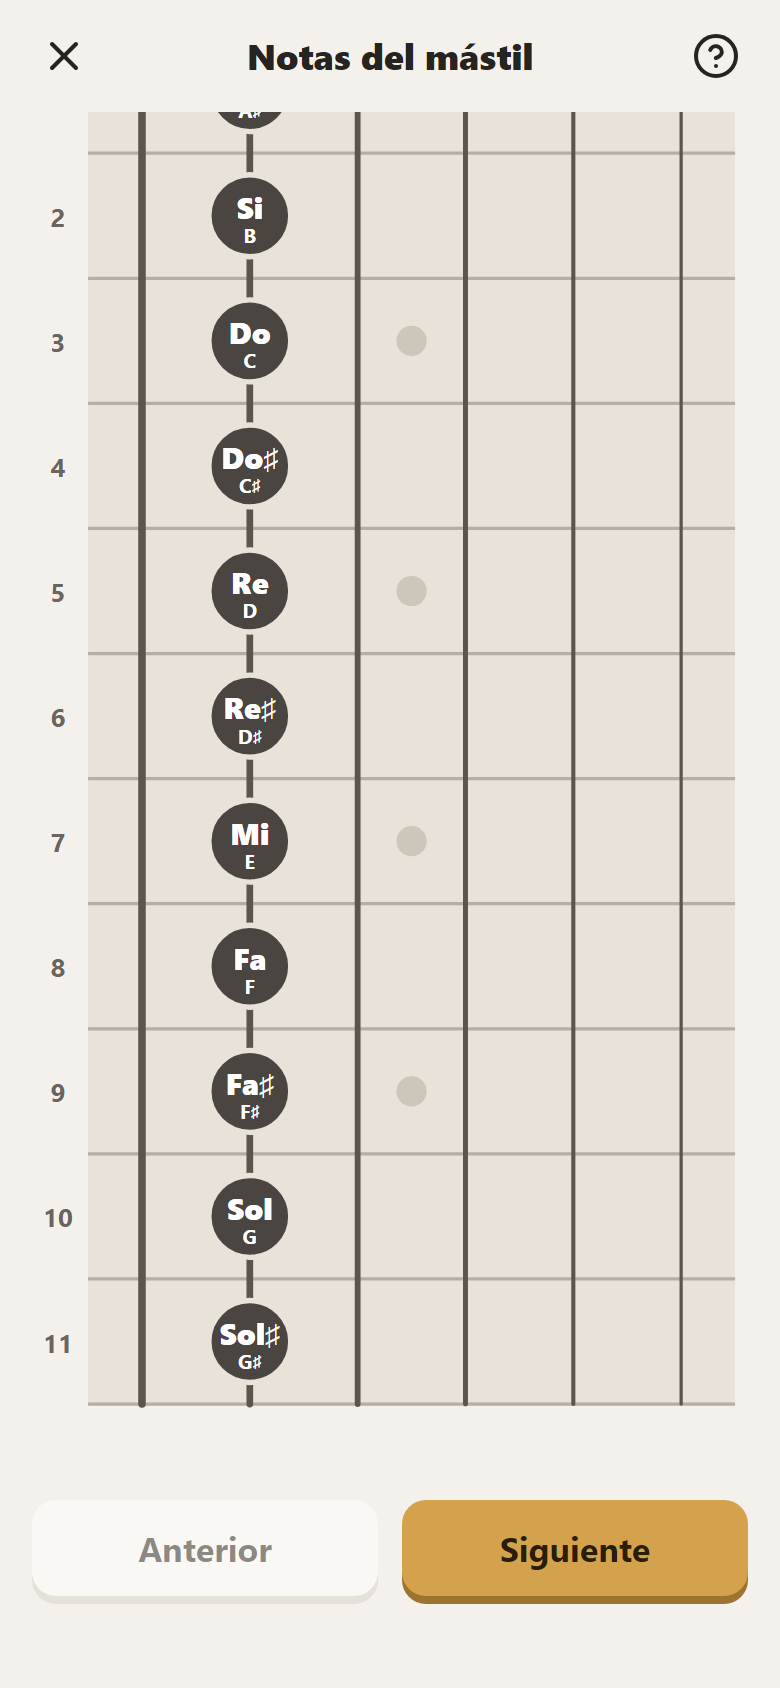 Notas del mástil
A♯
2
Si
B
3
Do
C
4
Do♯
C♯
5
Re
D
6
Re♯
D♯
7
Mi
E
8
Fa
F
9
Fa♯
F♯
10
Sol
G
11
Sol♯
G♯
Anterior
Siguiente